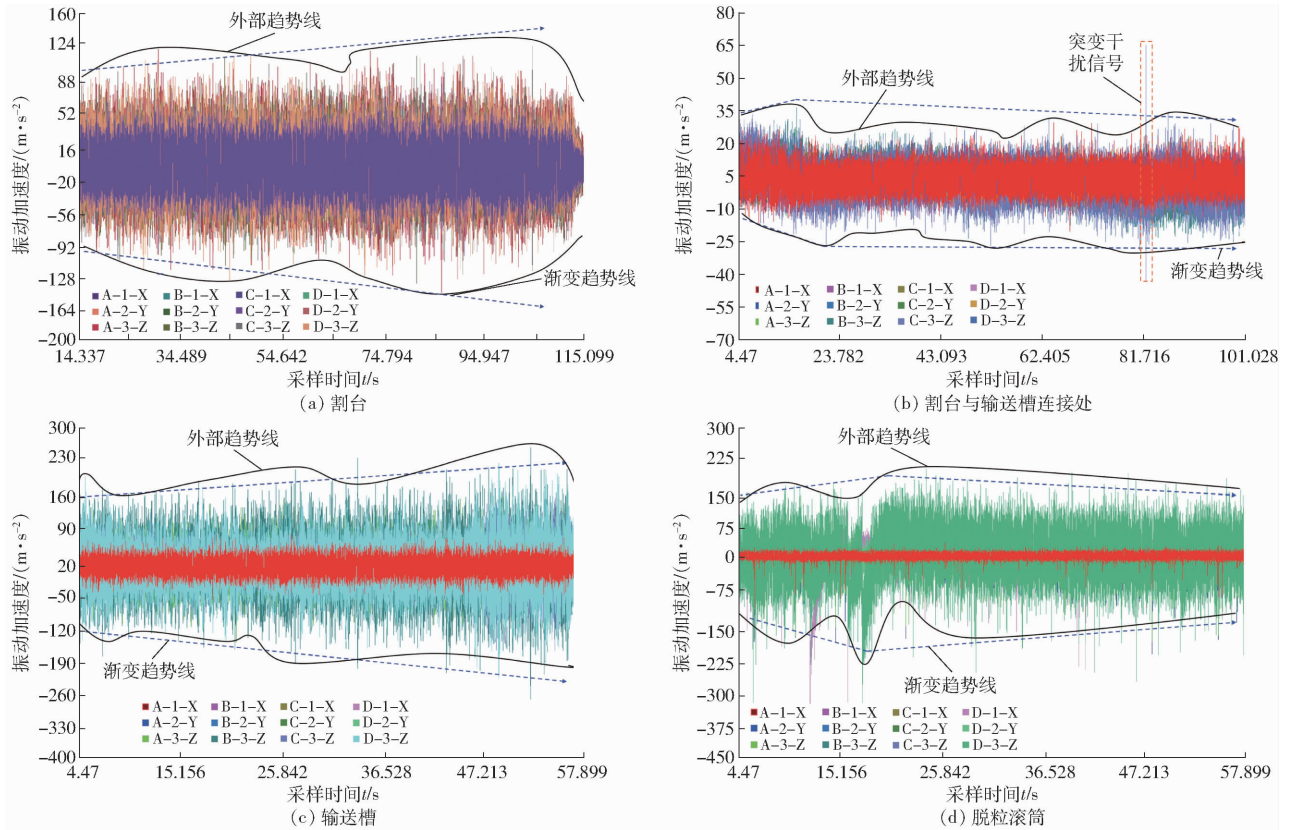 160
124
88
52
16
−20
−56
−92
−128
−164
−200
振动加速度/(m·s⁻²)
外部趋势线
渐变趋势线
A−1−X B−1−X C−1−X D−1−X
A−2−Y B−2−Y C−2−Y D−2−Y
A−3−Z B−3−Z C−3−Z D−3−Z
14.337 34.489 54.642 74.794 94.947 115.099
采样时间t/s
(a) 割台
80
65
50
35
20
5
−10
−25
−40
−55
−70
振动加速度/(m·s⁻²)
突变干
扰信号
外部趋势线
渐变趋势线
A−1−X B−1−X C−1−X D−1−X
A−2−Y B−2−Y C−2−Y D−2−Y
A−3−Z B−3−Z C−3−Z D−3−Z
4.47 23.782 43.093 62.405 81.716 101.028
采样时间t/s
(b) 割台与输送槽连接处
300
230
160
90
20
−50
−120
−190
−260
−330
−400
振动加速度/(m·s⁻²)
外部趋势线
渐变趋势线
A−1−X B−1−X C−1−X D−1−X
A−2−Y B−2−Y C−2−Y D−2−Y
A−3−Z B−3−Z C−3−Z D−3−Z
4.47 15.156 25.842 36.528 47.213 57.899
采样时间t/s
(c) 输送槽
300
225
150
75
0
−75
−150
−225
−300
−375
−450
振动加速度/(m·s⁻²)
外部趋势线
渐变趋势线
A−1−X B−1−X C−1−X D−1−X
A−2−Y B−2−Y C−2−Y D−2−Y
A−3−Z B−3−Z C−3−Z D−3−Z
4.47 15.156 25.842 36.528 47.213 57.899
采样时间t/s
(d) 脱粒滚筒